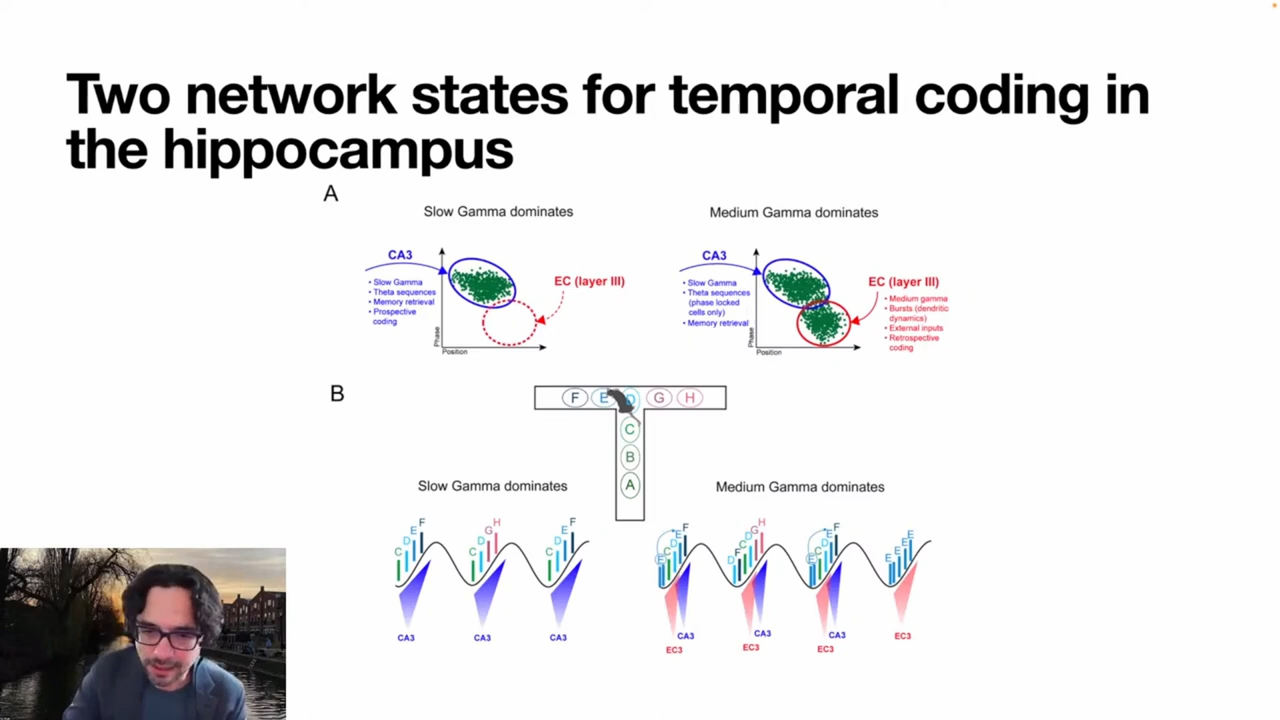 Two network states for temporal coding in
the hippocampus
A
Slow Gamma dominates
CA3
• Slow Gamma
• Theta sequences
• Memory retrieval
• Prospective
coding
EC (layer III)
Phase
Position
Medium Gamma dominates
CA3
• Slow Gamma
• Theta sequences
(phase locked
cells only)
• Memory retrieval
EC (layer III)
• Medium gamma
• Bursts (dendritic
dynamics)
• External inputs
• Retrospective
coding
Phase
Position
B
F E D G H
C
B
A
Slow Gamma dominates
C D E F
C D G H
C D E F
CA3
CA3
CA3
Medium Gamma dominates
E C D E F
D F C D G H
E C D E F
E E E E
CA3
EC3
CA3
EC3
CA3
EC3
EC3